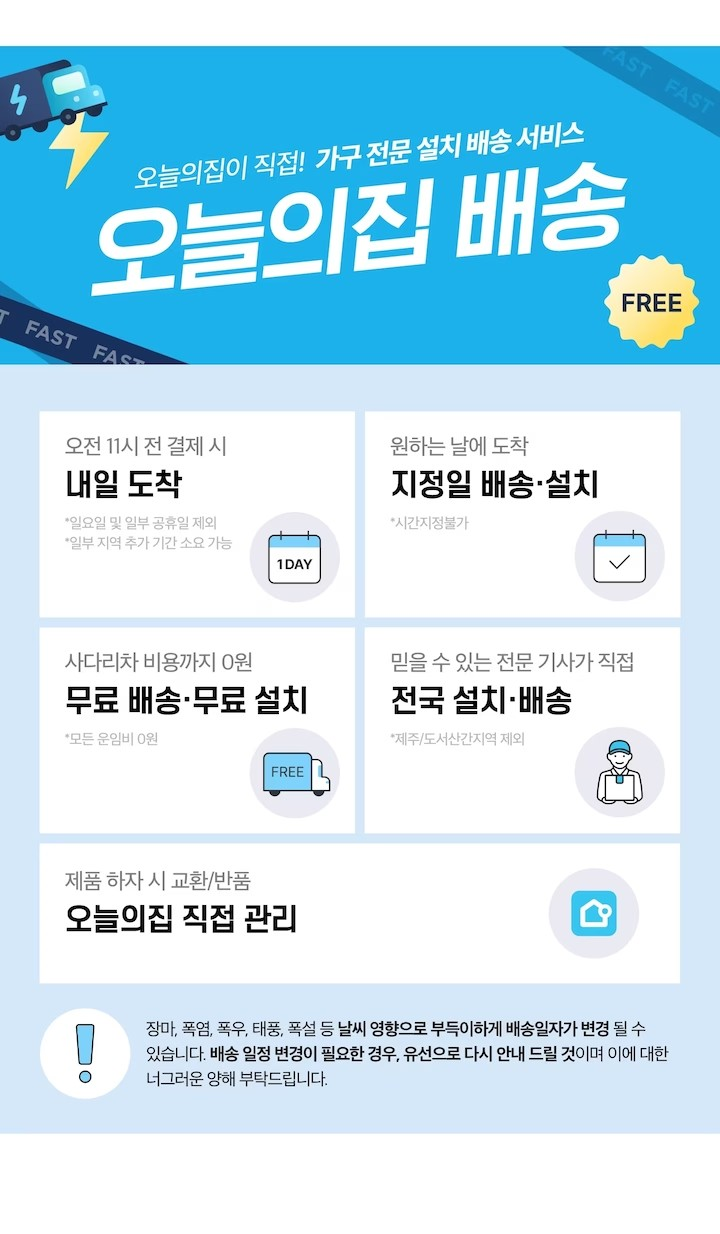 FAST FAST
오늘의집이 직접! 가구 전문 설치 배송 서비스
오늘의집 배송
FREE
FAST FAST
오전 11시 전 결제 시
내일 도착
*일요일 및 일부 공휴일 제외
*일부 지역 추가 기간 소요 가능
1DAY
원하는 날에 도착
지정일 배송·설치
*시간지정불가
사다리차 비용까지 0원
무료 배송·무료 설치
*모든 운임비 0원
FREE
믿을 수 있는 전문 기사가 직접
전국 설치·배송
*제주/도서산간지역 제외
제품 하자 시 교환/반품
오늘의집 직접 관리
장마, 폭염, 폭우, 태풍, 폭설 등 날씨 영향으로 부득이하게 배송일자가 변경 될 수
있습니다. 배송 일정 변경이 필요한 경우, 유선으로 다시 안내 드릴 것이며 이에 대한
너그러운 양해 부탁드립니다.